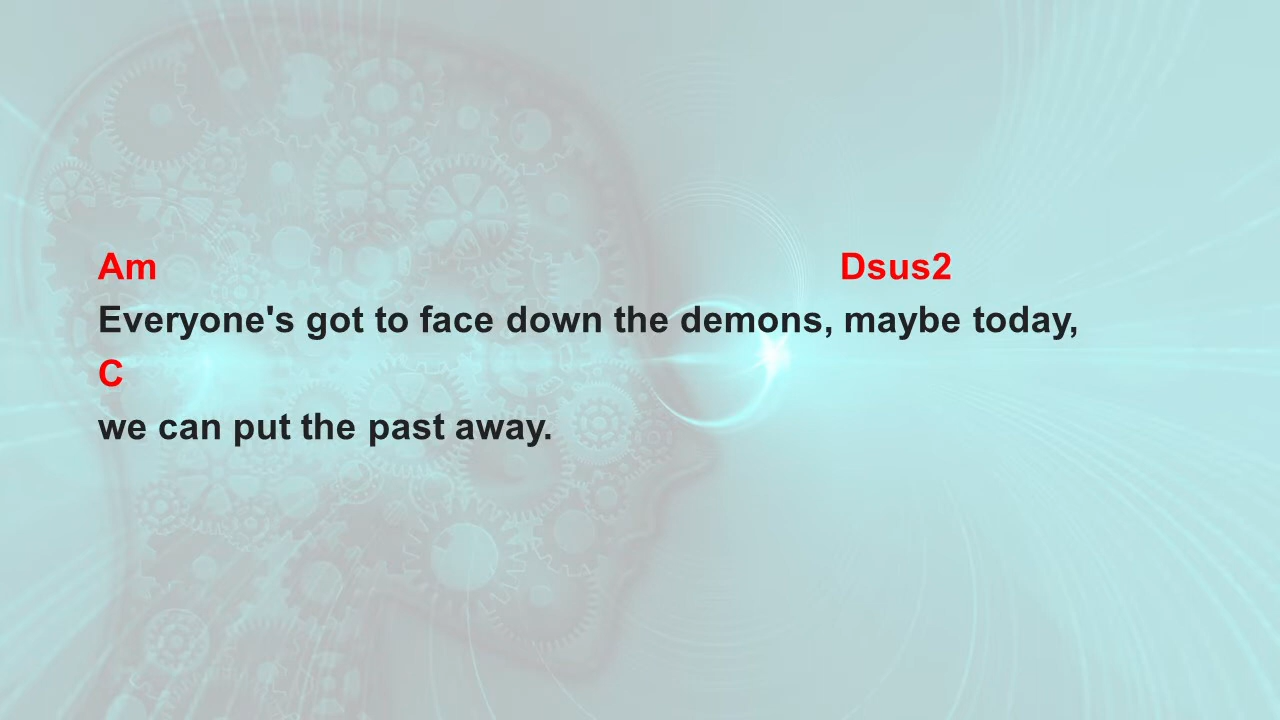 Am Dsus2
Everyone's got to face down the demons, maybe today,
C
we can put the past away.